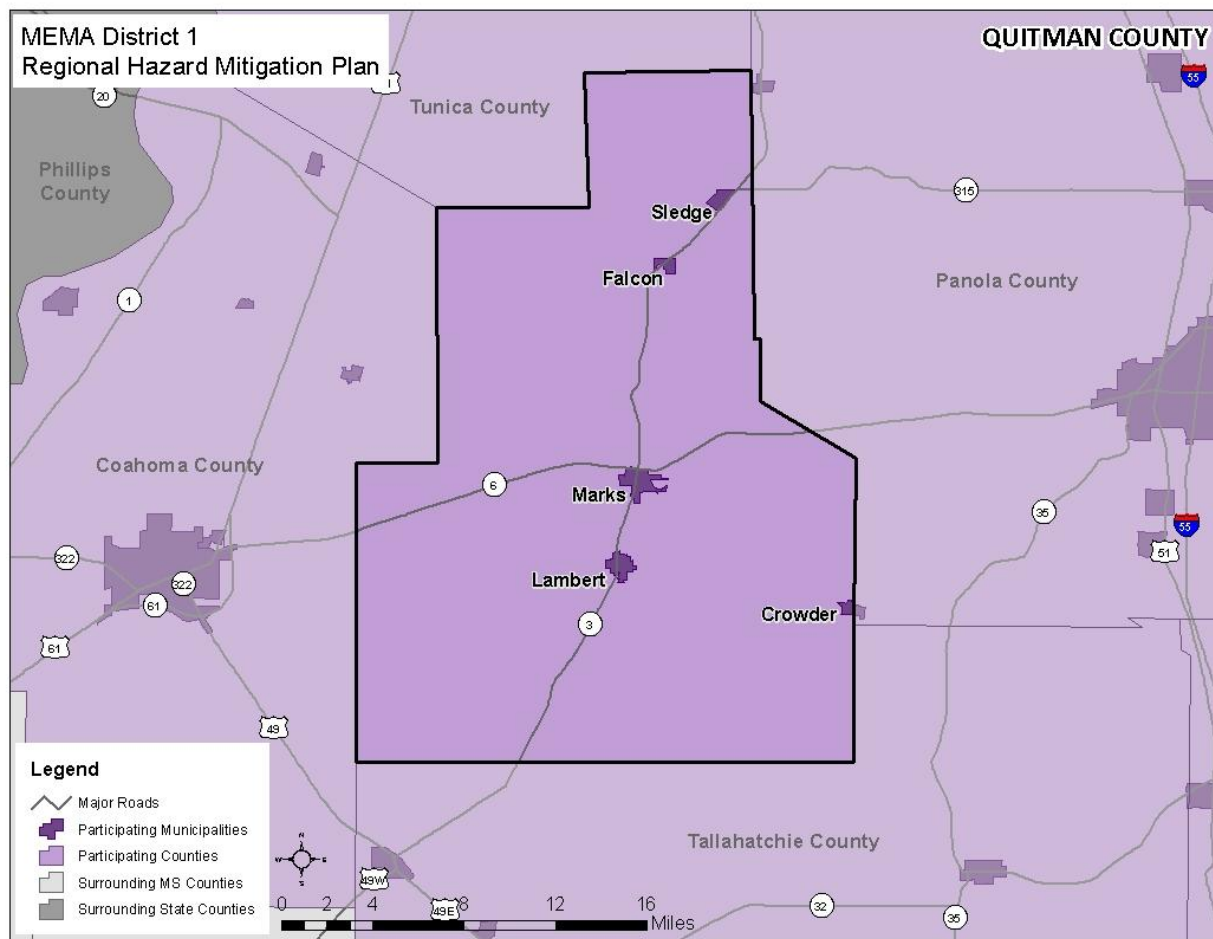 MEMA District 1
Regional Hazard Mitigation Plan
QUITMAN COUNTY
55
20
Tunica County
Phillips
County
315
Sledge
Falcon
Panola County
1
Coahoma County
6
Marks
35
55
51
322
322
Lambert
61
Crowder
3
61
49
Legend
Major Roads
Participating Municipalities
Participating Counties
Surrounding MS Counties
Surrounding State Counties
N
W
E
S
Tallahatchie County
49W
49E
32
35
0 2 4 8 12 16
Miles